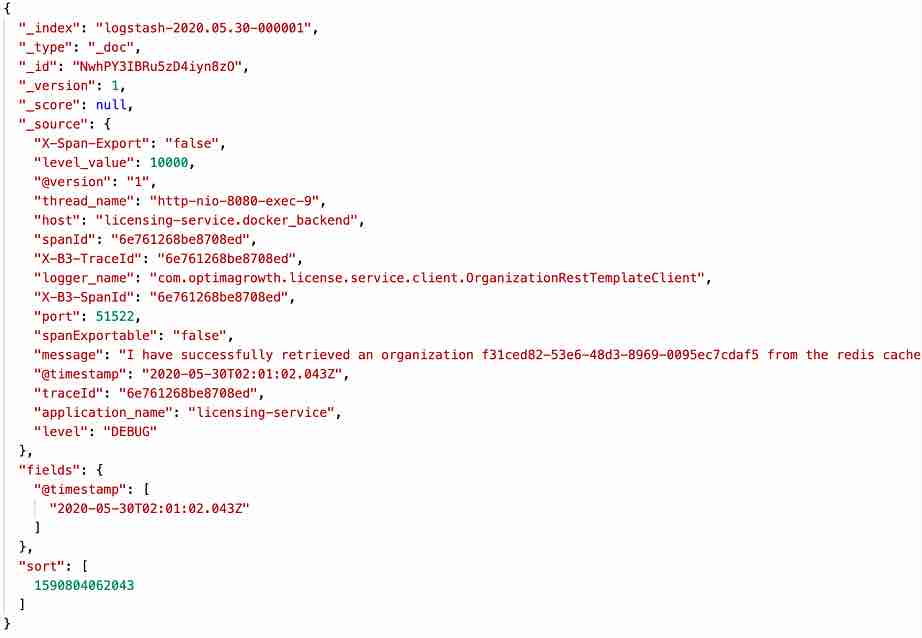 {
"_index": "logstash-2020.05.30-000001",
"_type": "_doc",
"_id": "NwhPY3IBRu5zD4iyn8zO",
"_version": 1,
"_score": null,
"_source": {
"X-Span-Export": "false",
"level_value": 10000,
"@version": "1",
"thread_name": "http-nio-8080-exec-9",
"host": "licensing-service.docker_backend",
"spanId": "6e761268be8708ed",
"X-B3-TraceId": "6e761268be8708ed",
"logger_name": "com.optimagrowth.license.service.client.OrganizationRestTemplateClient",
"X-B3-SpanId": "6e761268be8708ed",
"port": 51522,
"spanExportable": "false",
"message": "I have successfully retrieved an organization f31ced82-53e6-48d3-8969-0095ec7cdaf5 from the redis cache
"@timestamp": "2020-05-30T02:01:02.043Z",
"traceId": "6e761268be8708ed",
"application_name": "licensing-service",
"level": "DEBUG"
},
"fields": {
"@timestamp": [
"2020-05-30T02:01:02.043Z"
]
},
"sort": [
1590804062043
]
}